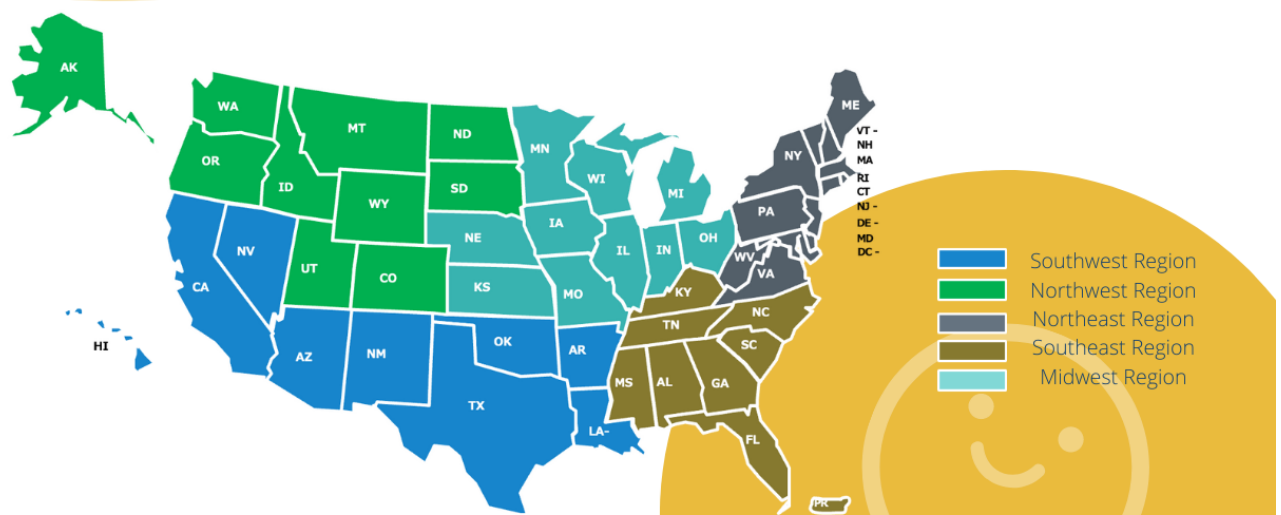 AK
WA
MT
ND
MN
ME
VT -
NH
MA
RI
CT
NJ -
DE -
MD
DC -
OR
ID
WY
SD
WI
MI
NY
PA
NV
UT
CO
NE
IA
IL
IN
OH
WV
VA
CA
KS
MO
KY
HI
AZ
NM
OK
AR
TN
NC
SC
TX
LA-
MS
AL
GA
FL
PR
Southwest Region
Northwest Region
Northeast Region
Southeast Region
Midwest Region